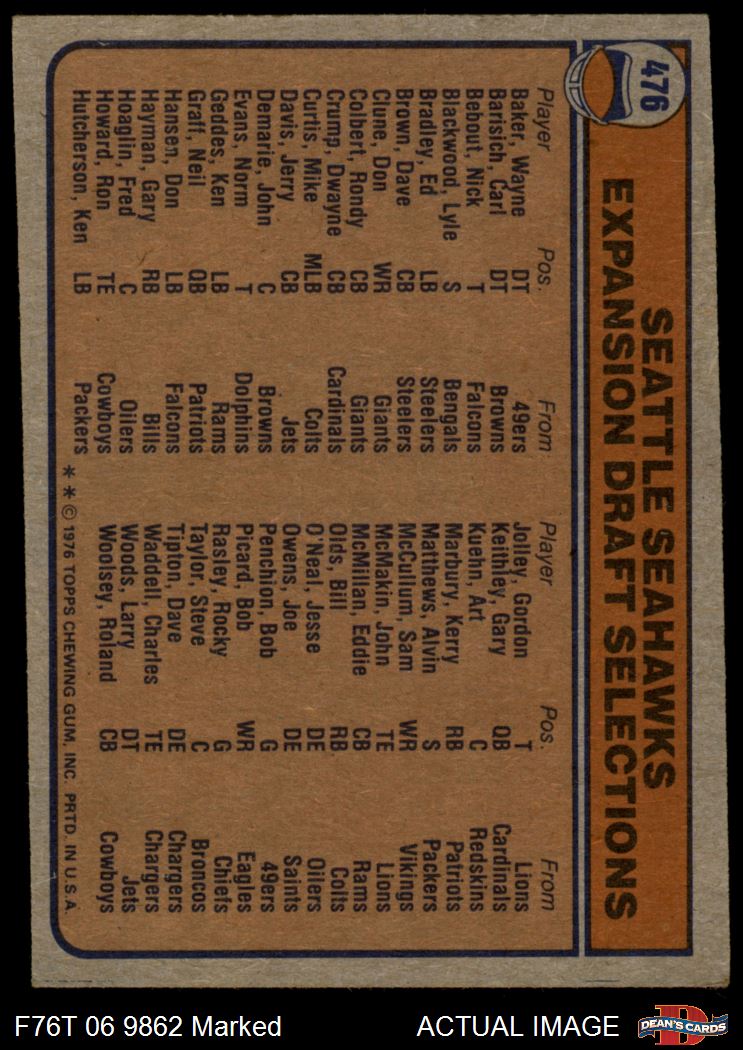 476
SEATTLE SEAHAWKS
EXPANSION DRAFT SELECTIONS
Player Pos. From
Baker, Wayne DT 49ers
Barisich, Carl DT Browns
Bebout, Nick T Falcons
Blackwood, Lyle S Bengals
Bradley, Ed LB Steelers
Brown, Dave CB Steelers
Clune, Don WR Giants
Colbert, Rondy CB Giants
Crump, Dwayne CB Cardinals
Curtis, Mike MLB Colts
Davis, Jerry CB Jets
Demarie, John C Browns
Evans, Norm T Dolphins
Geddes, Ken LB Rams
Graff, Neil QB Patriots
Hansen, Don LB Falcons
Hayman, Gary RB Bills
Hoaglin, Fred C Oilers
Howard, Ron TE Cowboys
Hutcherson, Ken LB Packers
Player Pos. From
Jolley, Gordon T Lions
Keithley, Gary QB Cardinals
Kuehn, Art C Redskins
Marbury, Kerry RB Patriots
Matthews, Alvin S Packers
McCullum, Sam WR Vikings
McMakin, John TE Lions
McMillan, Eddie CB Rams
Olds, Bill RB Colts
O'Neal, Jesse DE Oilers
Owens, Joe DE Saints
Penchion, Bob G 49ers
Picard, Bob WR Eagles
Rasley, Rocky G Chiefs
Taylor, Steve C Broncos
Tipton, Dave DE Chargers
Waddell, Charles TE Chargers
Woods, Larry DT Jets
Woolsey, Roland CB Cowboys
* * © 1976 TOPPS CHEWING GUM, INC. PRTD. IN U.S.A.
F76T 06 9862 Marked ACTUAL IMAGE
D
DEAN'S CARDS